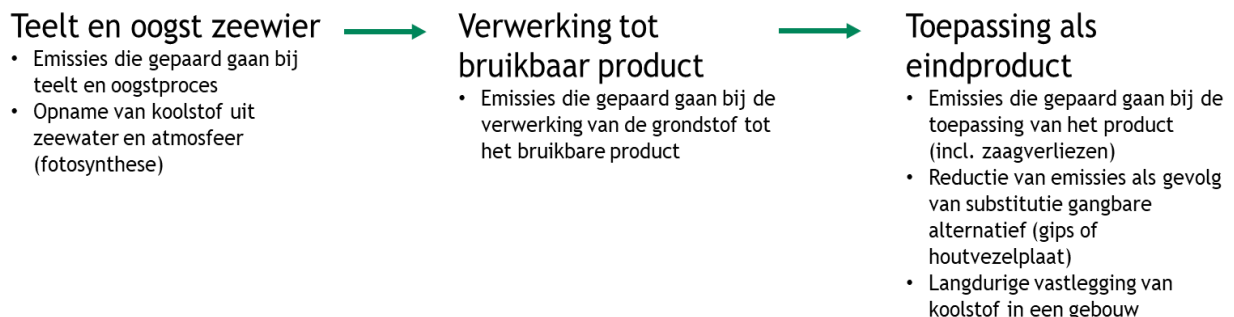 Teelt en oogst zeewier
• Emissies die gepaard gaan bij
teelt en oogstproces
• Opname van koolstof uit
zeewater en atmosfeer
(fotosynthese)
Verwerking tot
bruikbaar product
• Emissies die gepaard gaan bij de
verwerking van de grondstof tot
het bruikbare product
Toepassing als
eindproduct
• Emissies die gepaard gaan bij de
toepassing van het product
(incl. zaagverliezen)
• Reductie van emissies als gevolg
van substitutie gangbare
alternatief (gips of
houtvezelplaat)
• Langdurige vastlegging van
koolstof in een gebouw